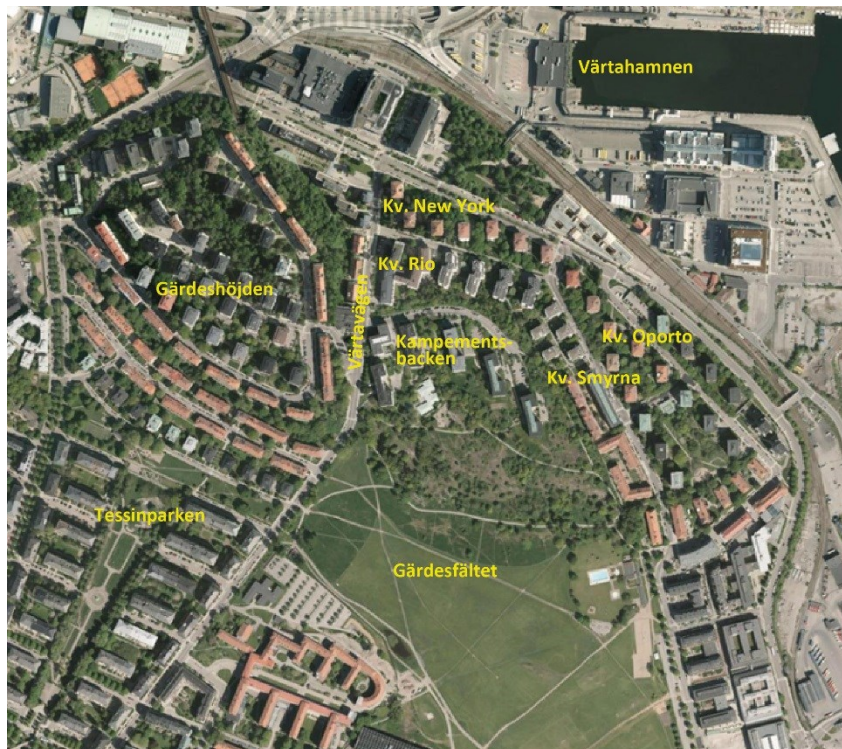 Värtahamnen
Kv. New York
Kv. Rio
Gärdeshöjden
Värtavägen
Kampements-
backen
Kv. Oporto
Kv. Smyrna
Tessinparken
Gärdesfältet